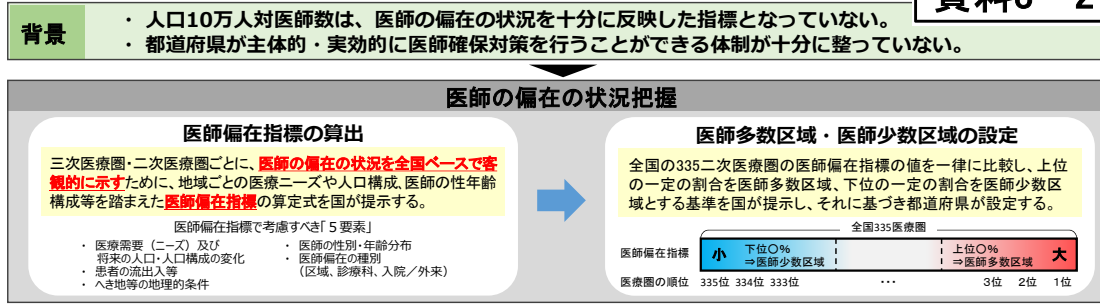 背景
・ 人口10万人対医師数は、医師の偏在の状況を十分に反映した指標となっていない。
・ 都道府県が主体的・実効的に医師確保対策を行うことができる体制が十分に整っていない。
医師の偏在の状況把握
医師偏在指標の算出
三次医療圏・二次医療圏ごとに、医師の偏在の状況を全国ベースで客
観的に示すために、地域ごとの医療ニーズや人口構成、医師の性年齢
構成等を踏まえた医師偏在指標の算定式を国が提示する。
医師偏在指標で考慮すべき「５要素」
・ 医療需要（ニーズ）及び
将来の人口・人口構成の変化
・ 患者の流出入等
・ へき地等の地理的条件
・ 医師の性別・年齢分布
・ 医師偏在の種別
（区域、診療科、入院／外来）
医師多数区域・医師少数区域の設定
全国の335二次医療圏の医師偏在指標の値を一律に比較し、上位
の一定の割合を医師多数区域、下位の一定の割合を医師少数区
域とする基準を国が提示し、それに基づき都道府県が設定する。
全国335医療圏
医師偏在指標 小 下位〇% 上位〇% 大
⇒医師少数区域 ⇒医師多数区域
医療圏の順位 335位 334位 333位 ･･･ 3位 2位 1位